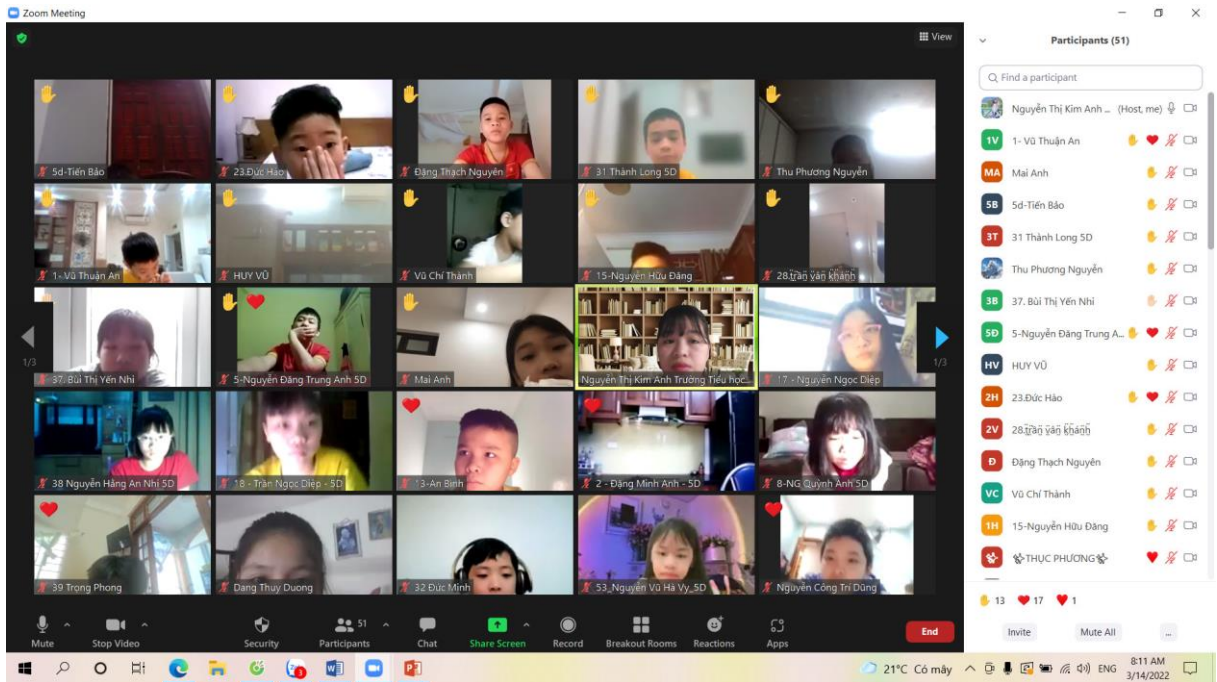 Zoom Meeting
View
5d-Tiến Bảo
23.Đức Hào
Đặng Thạch Nguyên
31 Thành Long 5D
Thu Phương Nguyễn
1- Vũ Thuận An
HUY VŨ
Vũ Chí Thành
15-Nguyễn Hữu Đăng
28.trần văn khánh
1/3
1/3
37. Bùi Thị Yến Nhi
5-Nguyễn Đăng Trung Anh 5D
Mai Anh
Nguyễn Thị Kim Anh Trường Tiểu học...
17 - Nguyễn Ngọc Diệp
38 Nguyễn Hằng An Nhi 5D
18 - Trần Ngọc Diệp - 5D
13-An Bình
2 - Đặng Minh Anh - 5D
8-NG Quỳnh Anh 5D
39 Trọng Phong
Dang Thuy Duong
32 Đức Minh
53_Nguyễn Vũ Hà Vy_5D
Nguyễn Công Trí Dũng
Mute
Stop Video
Security
51
Participants
Chat
Share Screen
Record
Breakout Rooms
Reactions
Apps
End
Participants (51)
Find a participant
Nguyễn Thị Kim Anh ... (Host, me)
1V 1- Vũ Thuận An
MA Mai Anh
5B 5d-Tiến Bảo
3T 31 Thành Long 5D
Thu Phương Nguyễn
3B 37. Bùi Thị Yến Nhi
5Đ 5-Nguyễn Đăng Trung A...
HV HUY VŨ
2H 23.Đức Hào
2V 28.trần văn khánh
Đ Đặng Thạch Nguyên
VC Vũ Chí Thành
1H 15-Nguyễn Hữu Đăng
THỤC PHƯƠNG
13 17 1
Invite
Mute All
...
21°C Có mây
ENG
8:11 AM
3/14/2022